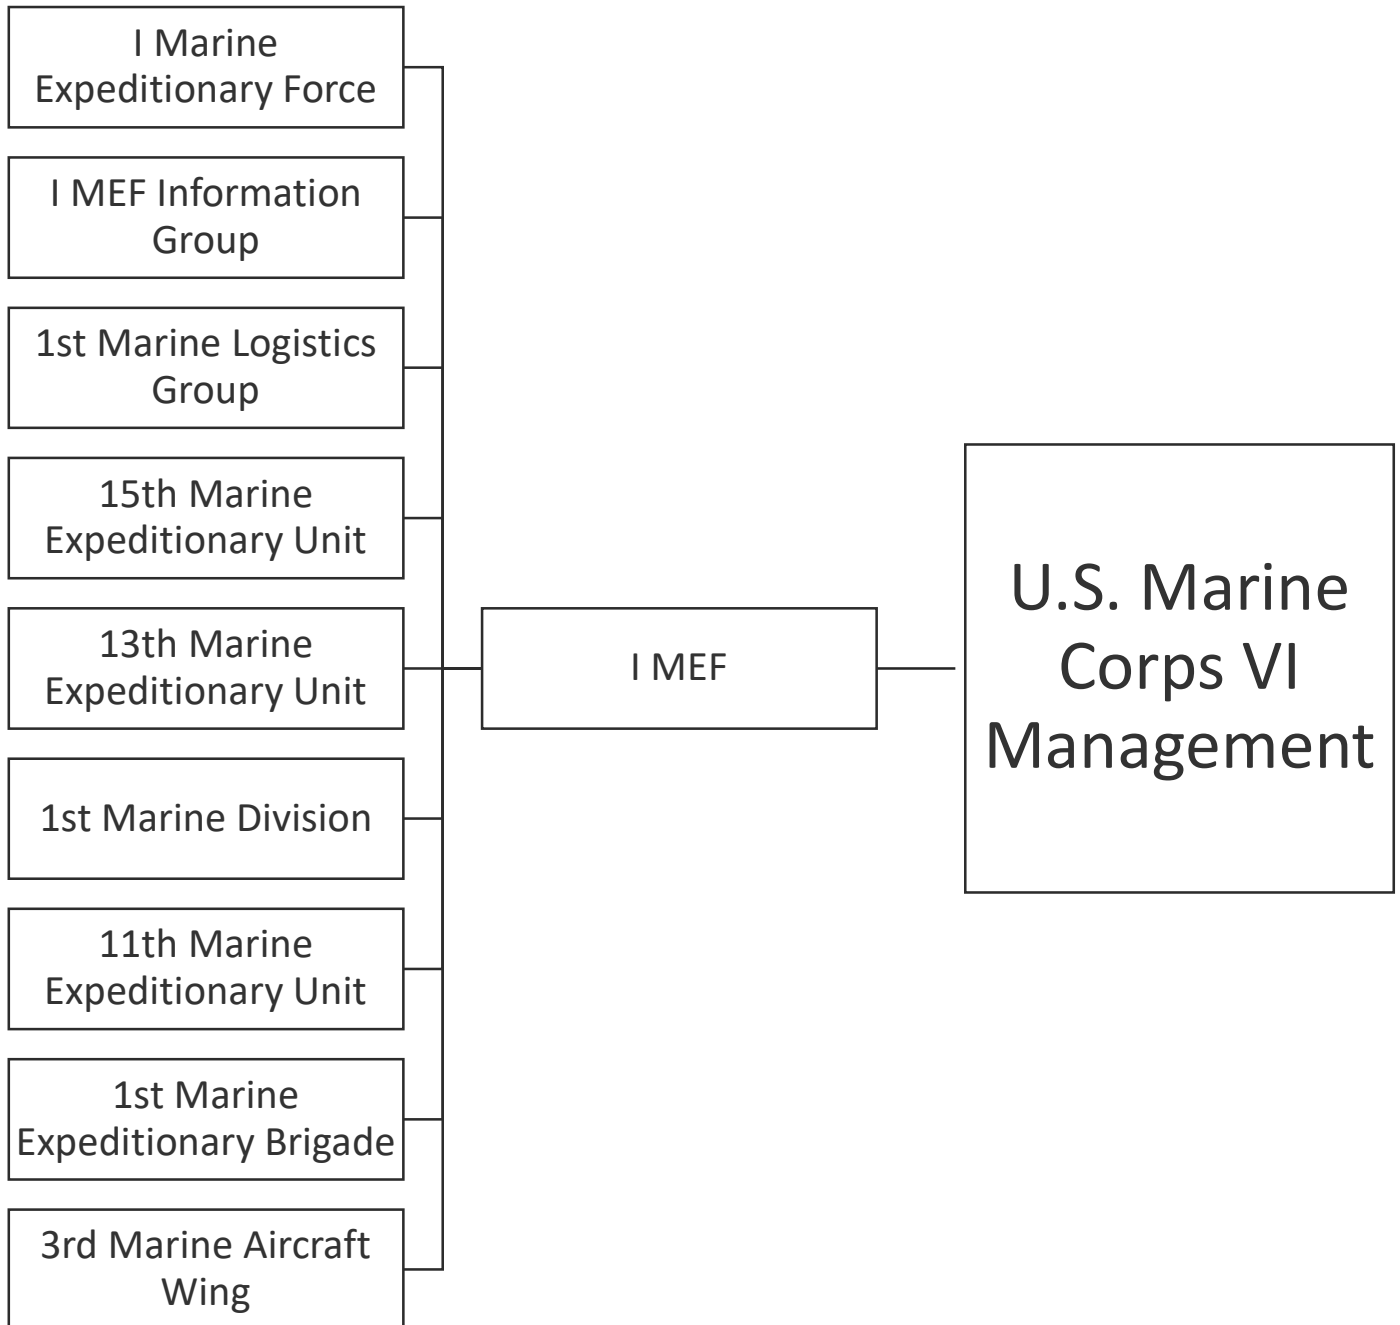 I Marine
Expeditionary Force
I MEF Information
Group
1st Marine Logistics
Group
15th Marine
Expeditionary Unit
13th Marine
Expeditionary Unit
1st Marine Division
11th Marine
Expeditionary Unit
1st Marine
Expeditionary Brigade
3rd Marine Aircraft
Wing
I MEF
U.S. Marine
Corps VI
Management